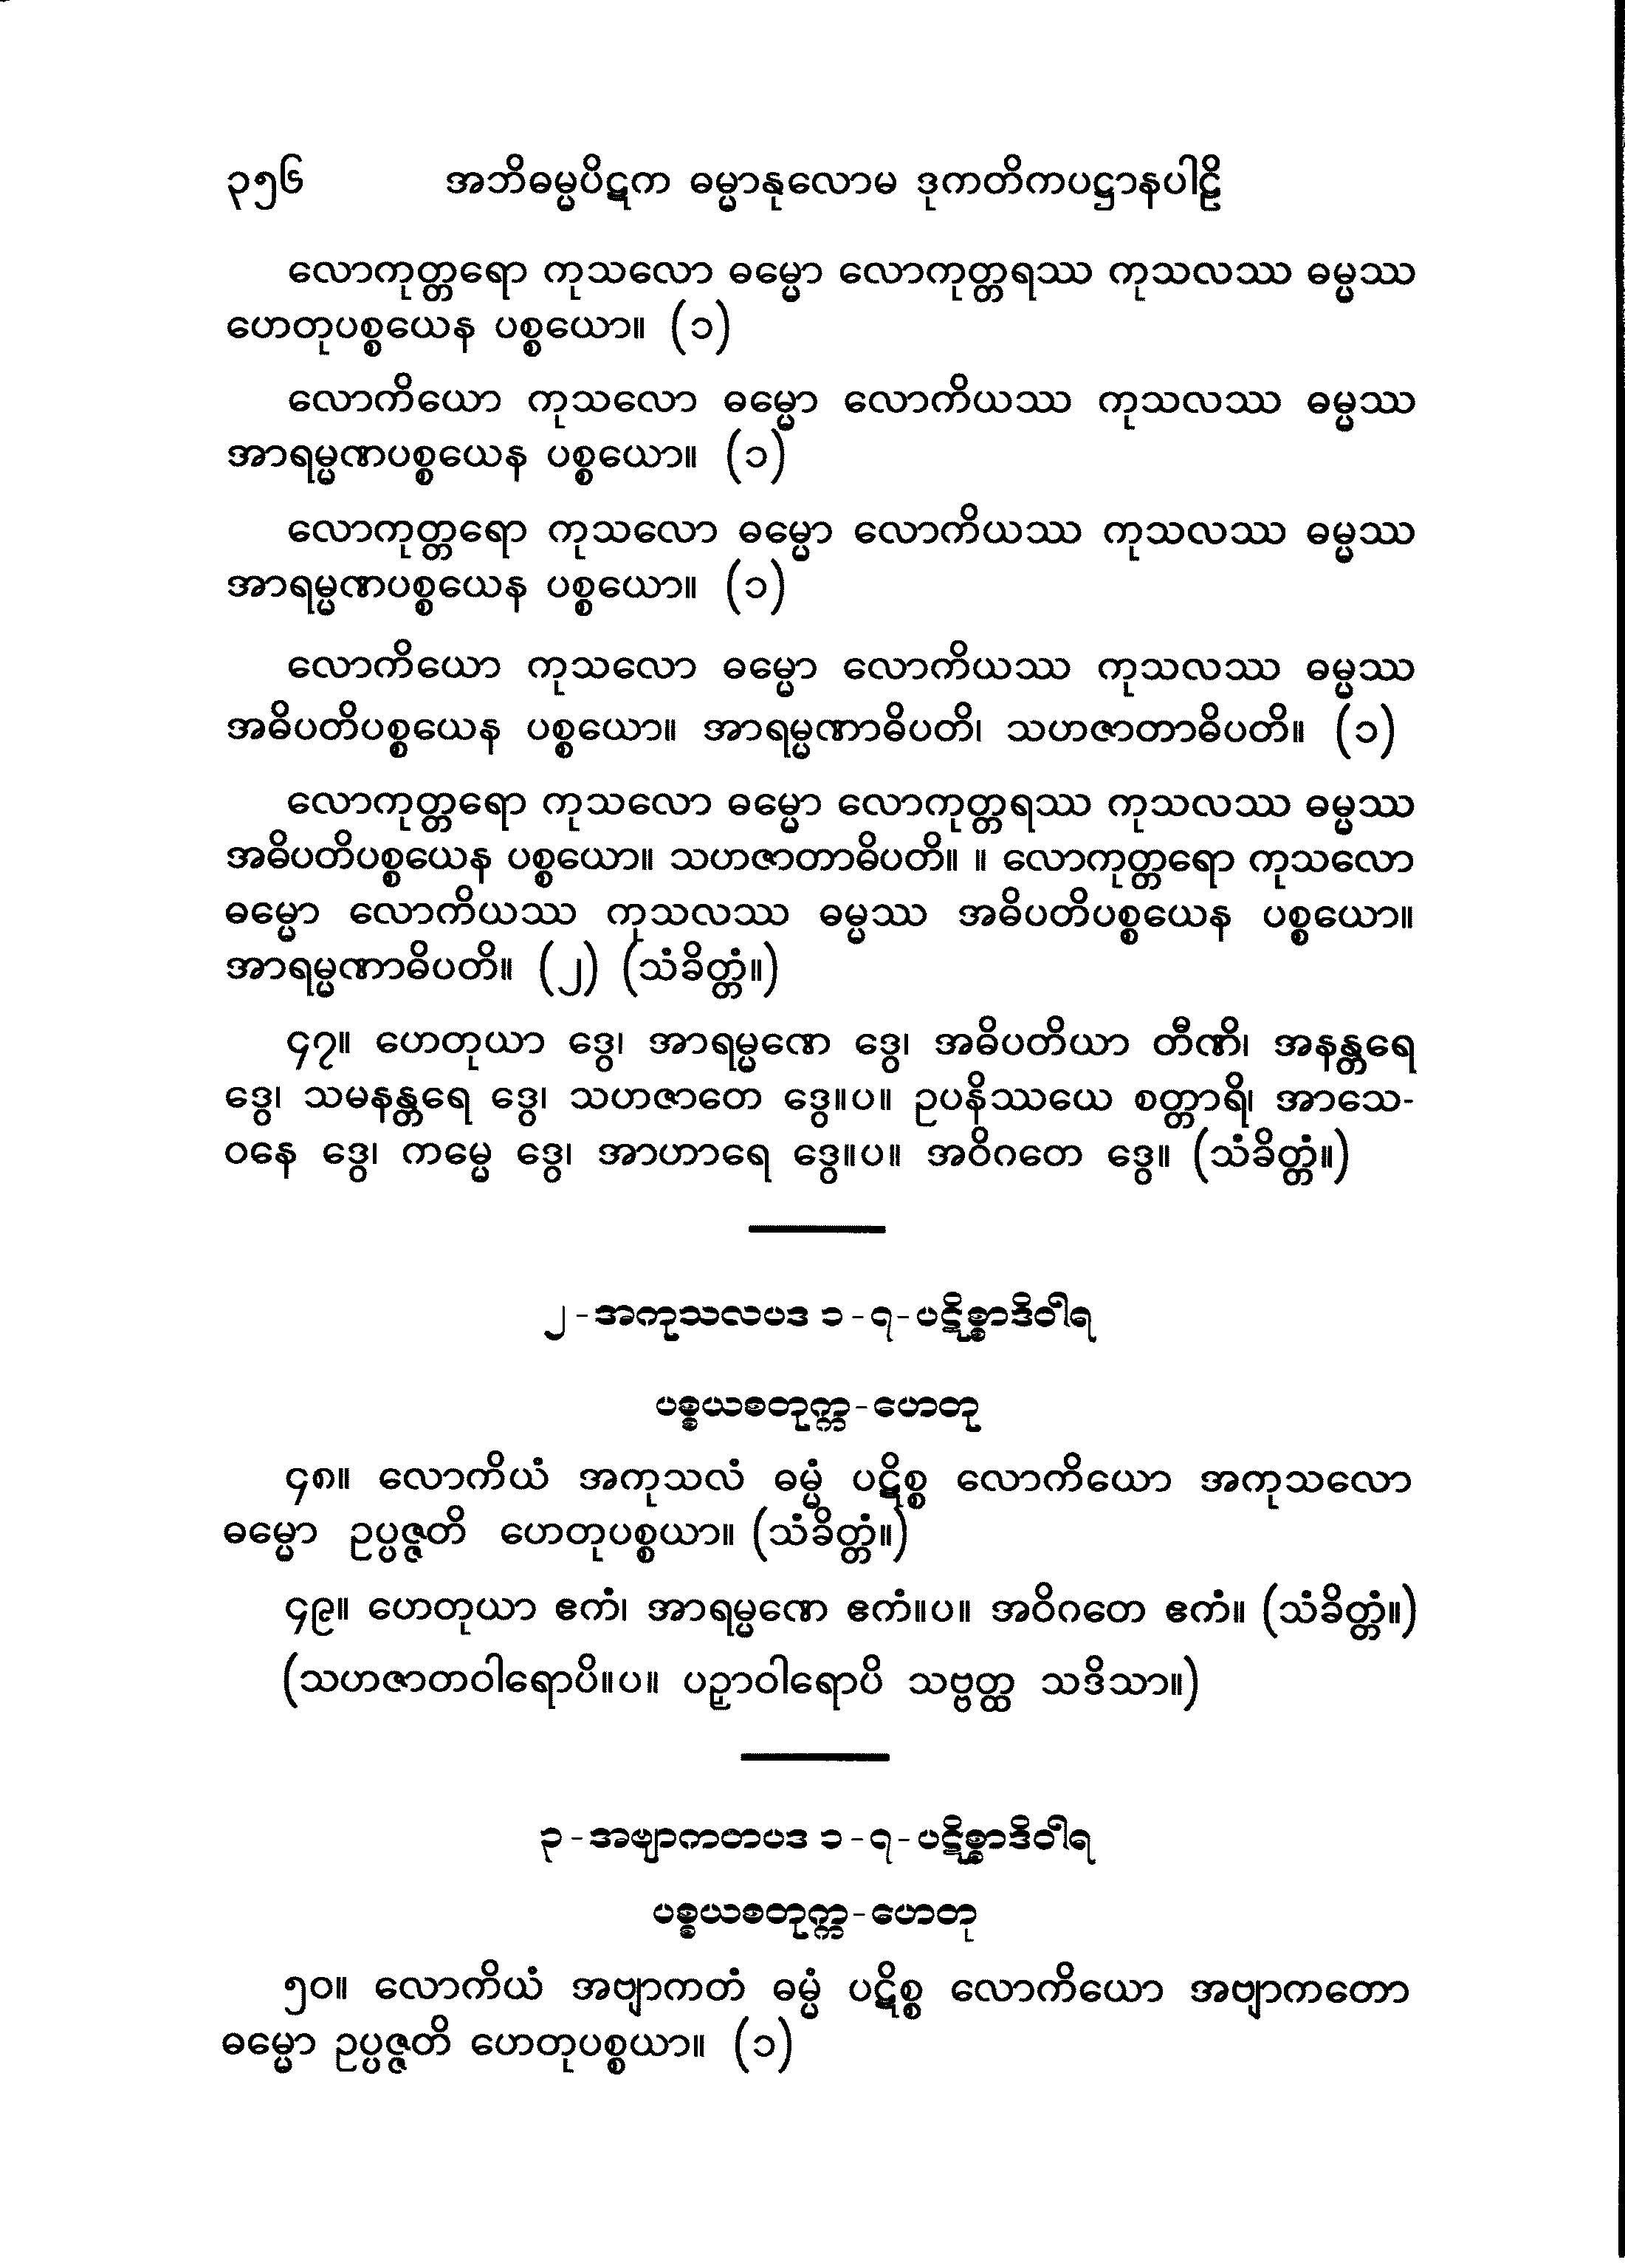 ၃၅၆ အဘိဓမ္မပိဋက ဓမ္မာနုလောမ ဒုကတိကပဋ္ဌာနပါဠိ
လောကုတ္တရော ကုသလော ဓမ္မော လောကုတ္တရဿ ကုသလဿ ဓမ္မဿ
ဟေတုပစ္စယေန ပစ္စယော။ (၁)
လောကိယော ကုသလော ဓမ္မော လောကိယဿ ကုသလဿ ဓမ္မဿ
အာရမ္မဏပစ္စယေန ပစ္စယော။ (၁)
လောကုတ္တရော ကုသလော ဓမ္မော လောကိယဿ ကုသလဿ ဓမ္မဿ
အာရမ္မဏပစ္စယေန ပစ္စယော။ (၁)
လောကိယော ကုသလော ဓမ္မော လောကိယဿ ကုသလဿ ဓမ္မဿ
အဓိပတိပစ္စယေန ပစ္စယော။ အာရမ္မဏာဓိပတိ၊ သဟဇာတာဓိပတိ။ (၁)
လောကုတ္တရော ကုသလော ဓမ္မော လောကုတ္တရဿ ကုသလဿ ဓမ္မဿ
အဓိပတိပစ္စယေန ပစ္စယော။ သဟဇာတာဓိပတိ။ ။ လောကုတ္တရော ကုသလော
ဓမ္မော လောကိယဿ ကုသလဿ ဓမ္မဿ အဓိပတိပစ္စယေန ပစ္စယော။
အာရမ္မဏာဓိပတိ။ (၂) (သံခိတ္တံ။)
၄၇။ ဟေတုယာ ဒွေ၊ အာရမ္မဏေ ဒွေ၊ အဓိပတိယာ တီဏိ၊ အနန္တရေ
ဒွေ၊ သမနန္တရေ ဒွေ၊ သဟဇာတေ ဒွေ။ပ။ ဥပနိဿယေ စတ္တာရိ၊ အာသေ-
ဝနေ ဒွေ၊ ကမ္မေ ဒွေ၊ အာဟာရေ ဒွေ။ပ။ အဝိဂတေ ဒွေ။ (သံခိတ္တံ။)
၂-အကုသလပဒ ၁-၇-ပဋိစ္စာဒိဝါရ
ပစ္စယစတုက္က-ဟေတု
၄၈။ လောကိယံ အကုသလံ ဓမ္မံ ပဋိစ္စ လောကိယော အကုသလော
ဓမ္မော ဥပ္ပဇ္ဇတိ ဟေတုပစ္စယာ။ (သံခိတ္တံ။)
၄၉။ ဟေတုယာ ဧကံ၊ အာရမ္မဏေ ဧကံ။ပ။ အဝိဂတေ ဧကံ။ (သံခိတ္တံ။)
(သဟဇာတဝါရောပိ။ပ။ ပဉှာဝါရောပိ သဗ္ဗတ္ထ သဒိသာ။)
၃-အဗျာကတပဒ ၁-၇-ပဋိစ္စာဒိဝါရ
ပစ္စယစတုက္က-ဟေတု
၅၀။ လောကိယံ အဗျာကတံ ဓမ္မံ ပဋိစ္စ လောကိယော အဗျာကတော
ဓမ္မော ဥပ္ပဇ္ဇတိ ဟေတုပစ္စယာ။ (၁)